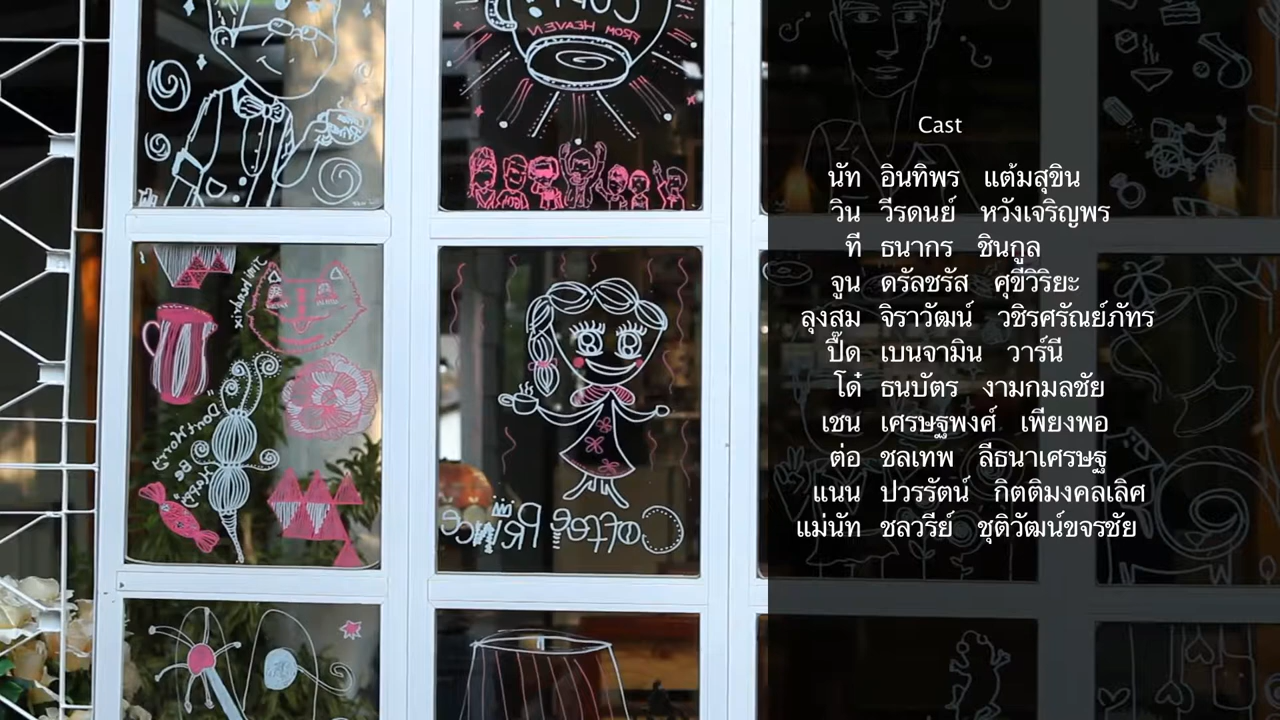 COFF
FROM HEAVEN
Cast
นัท อินทิพร แต้มสุขิน
วิน วีรดนย์ หวังเจริญพร
ที ธนากร ชินกูล
จูน ดรัลชรัส ศุขีวิริยะ
ลุงสม จิราวัฒน์ วชิรศรัณย์ภัทร
ปี๊ด เบนจามิน วาร์นี
โด๋ ธนบัตร งามกมลชัย
เชน เศรษฐพงศ์ เพียงพอ
ต่อ ชลเทพ ลีธนาเศรษฐ
แนน ปวรรัตน์ กิตติมงคลเลิศ
แม่นัท ชลวรีย์ ชุติวัฒน์ขจรชัย
"Don't Worry
Be
Happy"
Coffee Prince